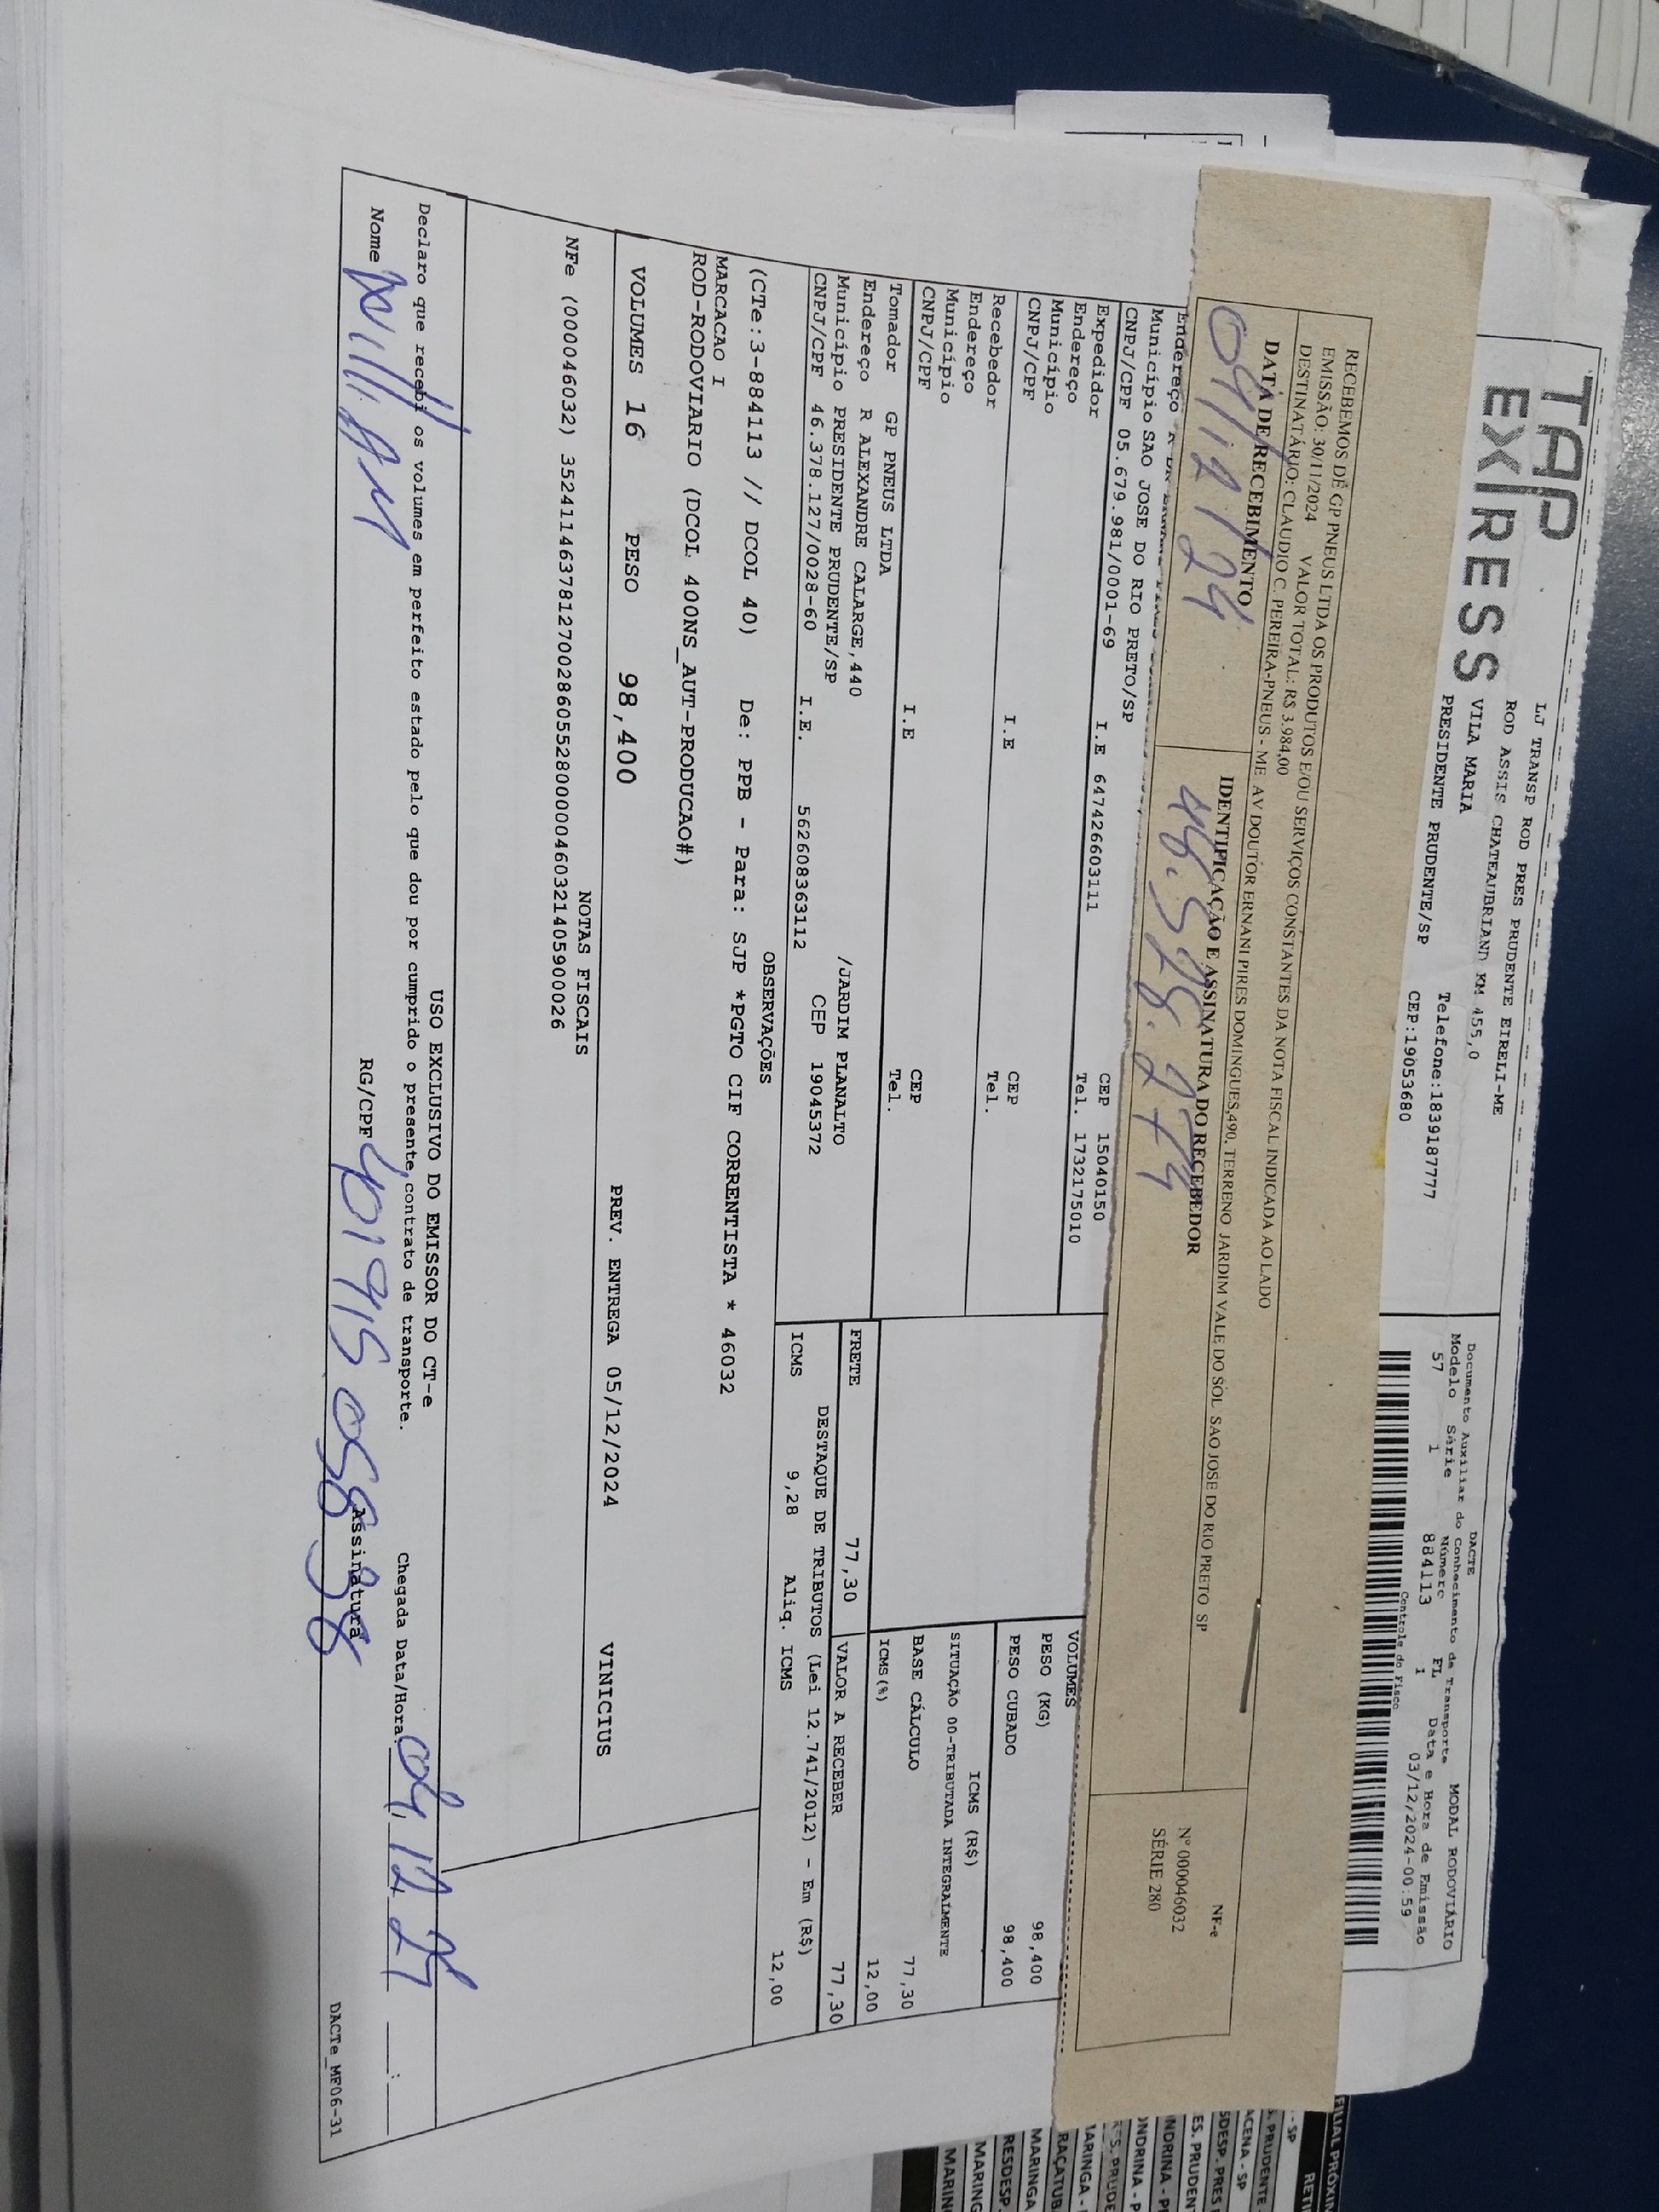 TAP
EXPRESS
LJ TRANSP ROD PRES PRUDENTE EIRELI-ME
ROD ASSIS CHATEAUBRIAND KM 455,0
VILA MARIA Telefone:1839187777
PRESIDENTE PRUDENTE/SP CEP:19053680
DACTE MODAL RODOVIÁRIO
Documento Auxiliar do Conhecimento de Transporte
Modelo Série Número FL Data e Hora de Emissão
57 1 884113 1 03/12/2024-00:59
Controle do Fisco
RECEBEMOS DE GP PNEUS LTDA OS PRODUTOS E/OU SERVIÇOS CONSTANTES DA NOTA FISCAL INDICADA AO LADO
EMISSÃO: 30/11/2024 VALOR TOTAL: R$ 3.984,00
DESTINATÁRIO: CLAUDIO C. PEREIRA-PNEUS - ME AV DOUTOR ERNANI PIRES DOMINGUES,490, TERRENO JARDIM VALE DO SOL SAO JOSE DO RIO PRETO SP
DATA DE RECEBIMENTO
04/12/24
IDENTIFICAÇÃO E ASSINATURA DO RECEBEDOR
48.528.274
NF-e
Nº 000046032
SÉRIE 280
Endereço
Município SAO JOSE DO RIO PRETO/SP CEP 15040150
CNPJ/CPF 05.679.981/0001-69 I.E 647426603111 Tel. 1732175010
Expedidor
Endereço
Município CEP
CNPJ/CPF I.E Tel.
Recebedor
Endereço
Município CEP
CNPJ/CPF I.E Tel.
VOLUMES
PESO (KG) 98,400
PESO CUBADO 98,400
ICMS (R$)
SITUAÇÃO 00-TRIBUTADA INTEGRALMENTE
BASE CÁLCULO 77,30
ICMS(%) 12,00
Tomador GP PNEUS LTDA
Endereço R ALEXANDRE CALARGE,440 /JARDIM PLANALTO
Município PRESIDENTE PRUDENTE/SP CEP 19045372
CNPJ/CPF 46.378.127/0028-60 I.E. 562608363112
FRETE 77,30 VALOR A RECEBER 77,30
DESTAQUE DE TRIBUTOS (Lei 12.741/2012) - Em (R$)
ICMS 9,28 Aliq. ICMS 12,00
OBSERVAÇÕES
(CTe:3-884113 // DCOL 40) De: PPB - Para: SJP *PGTO CIF CORRENTISTA * 46032
MARCACAO I
ROD-RODOVIARIO (DCOL 400NS_AUT-PRODUCAO#)
VOLUMES 16 PESO 98,400 PREV. ENTREGA 05/12/2024 VINICIUS
NOTAS FISCAIS
NFe (000046032) 35241146378127002860552800000460321405900026
USO EXCLUSIVO DO EMISSOR DO CT-e
Declaro que recebi os volumes em perfeito estado pelo que dou por cumprido o presente contrato de transporte.
Chegada Data/Hora 04, 12, 24 __:__
Nome RG/CPF Assinatura
DACTe_MF06-31
FILIAL PRÓXIM